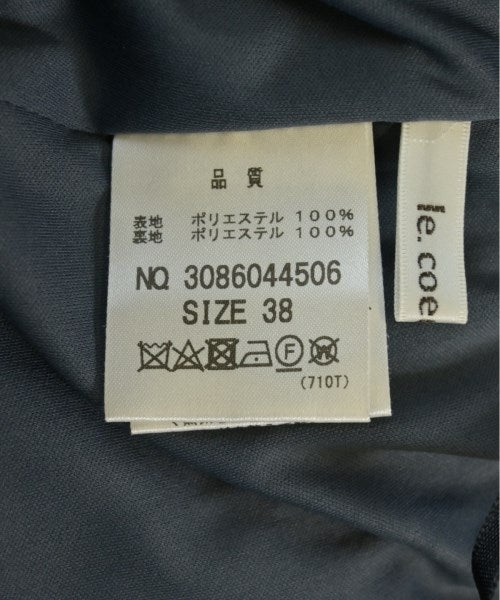 品質
表地 ポリエステル 100%
裏地 ポリエステル 100%
NO. 3086044506
SIZE 38
F
W
(710T)
e.coe